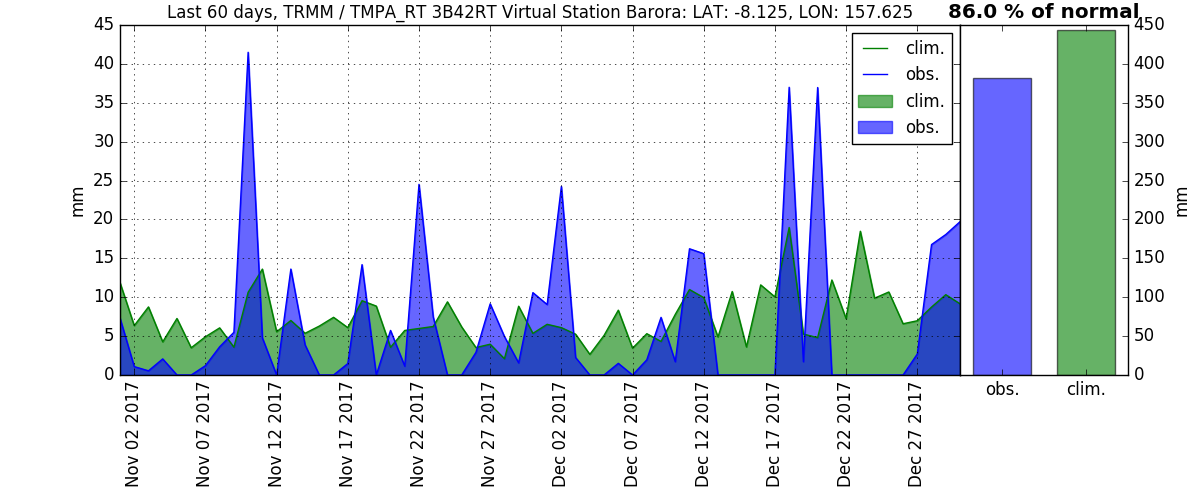 Last 60 days, TRMM / TMPA_RT 3B42RT Virtual Station Barora: LAT: -8.125, LON: 157.625
86.0 % of normal
45
40
35
30
25
20
15
10
5
0
mm
clim.
obs.
clim.
obs.
450
400
350
300
250
200
150
100
50
0
mm
Nov 02 2017
Nov 07 2017
Nov 12 2017
Nov 17 2017
Nov 22 2017
Nov 27 2017
Dec 02 2017
Dec 07 2017
Dec 12 2017
Dec 17 2017
Dec 22 2017
Dec 27 2017
obs.
clim.